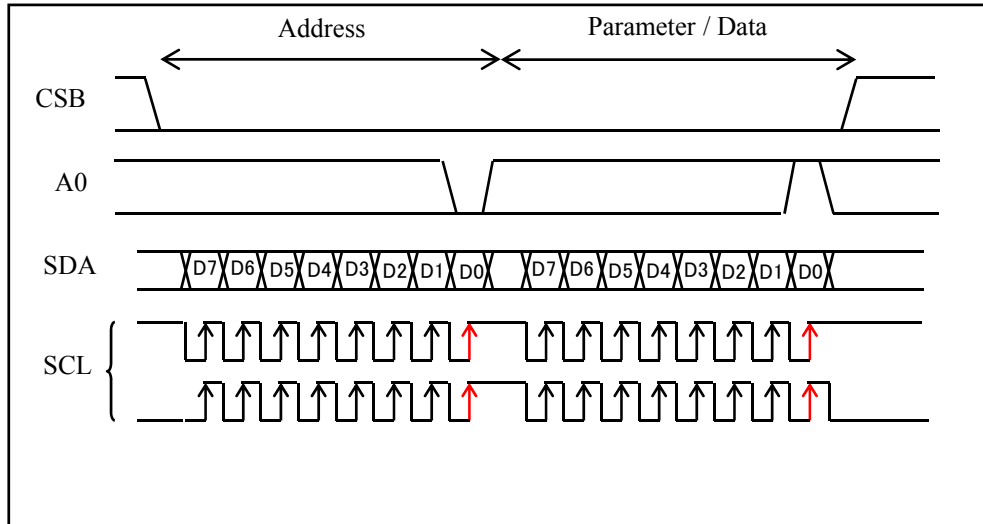 Address Parameter / Data
CSB
A0
SDA D7 D6 D5 D4 D3 D2 D1 D0 D7 D6 D5 D4 D3 D2 D1 D0
SCL